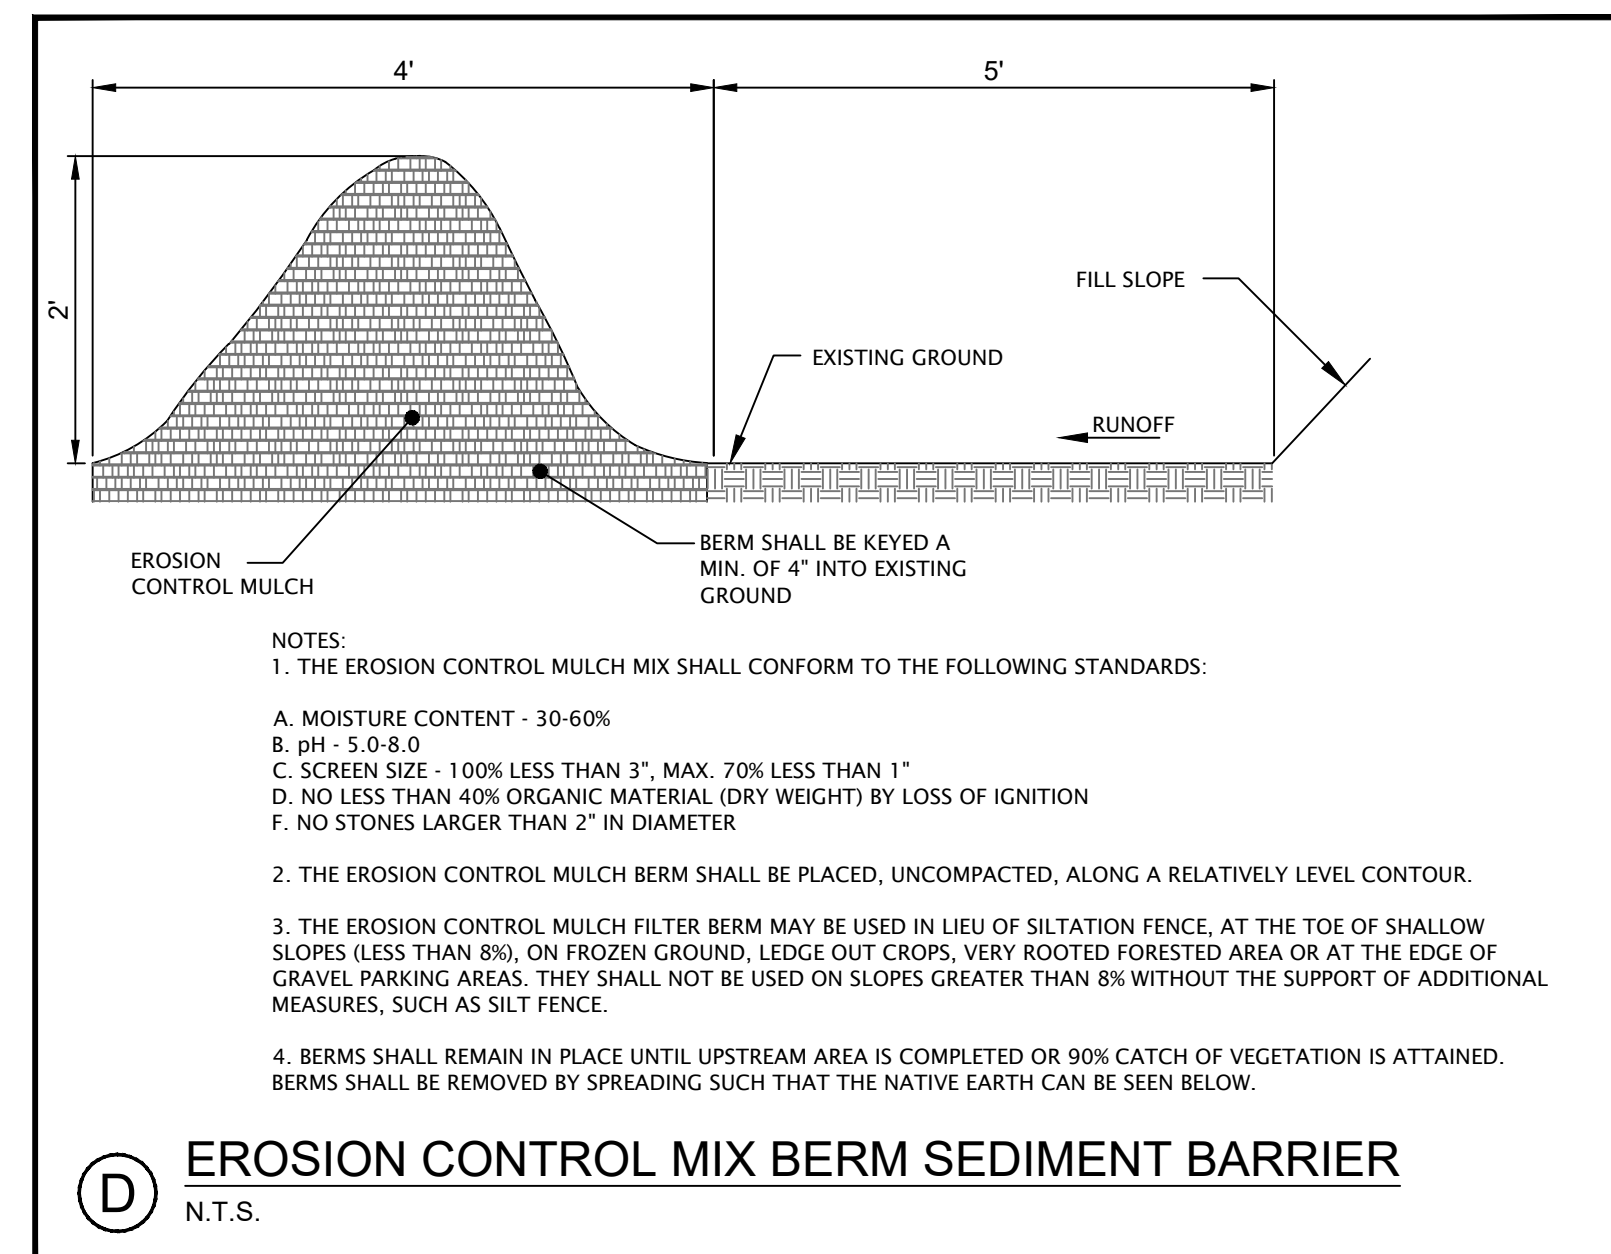 4'
5'
2'
FILL SLOPE
EXISTING GROUND
RUNOFF
EROSION
CONTROL MULCH
BERM SHALL BE KEYED A
MIN. OF 4" INTO EXISTING
GROUND
NOTES:
1. THE EROSION CONTROL MULCH MIX SHALL CONFORM TO THE FOLLOWING STANDARDS:
A. MOISTURE CONTENT - 30-60%
B. pH - 5.0-8.0
C. SCREEN SIZE - 100% LESS THAN 3", MAX. 70% LESS THAN 1"
D. NO LESS THAN 40% ORGANIC MATERIAL (DRY WEIGHT) BY LOSS OF IGNITION
F. NO STONES LARGER THAN 2" IN DIAMETER
2. THE EROSION CONTROL MULCH BERM SHALL BE PLACED, UNCOMPACTED, ALONG A RELATIVELY LEVEL CONTOUR.
3. THE EROSION CONTROL MULCH FILTER BERM MAY BE USED IN LIEU OF SILTATION FENCE, AT THE TOE OF SHALLOW
SLOPES (LESS THAN 8%), ON FROZEN GROUND, LEDGE OUT CROPS, VERY ROOTED FORESTED AREA OR AT THE EDGE OF
GRAVEL PARKING AREAS. THEY SHALL NOT BE USED ON SLOPES GREATER THAN 8% WITHOUT THE SUPPORT OF ADDITIONAL
MEASURES, SUCH AS SILT FENCE.
4. BERMS SHALL REMAIN IN PLACE UNTIL UPSTREAM AREA IS COMPLETED OR 90% CATCH OF VEGETATION IS ATTAINED.
BERMS SHALL BE REMOVED BY SPREADING SUCH THAT THE NATIVE EARTH CAN BE SEEN BELOW.
D
EROSION CONTROL MIX BERM SEDIMENT BARRIER
N.T.S.